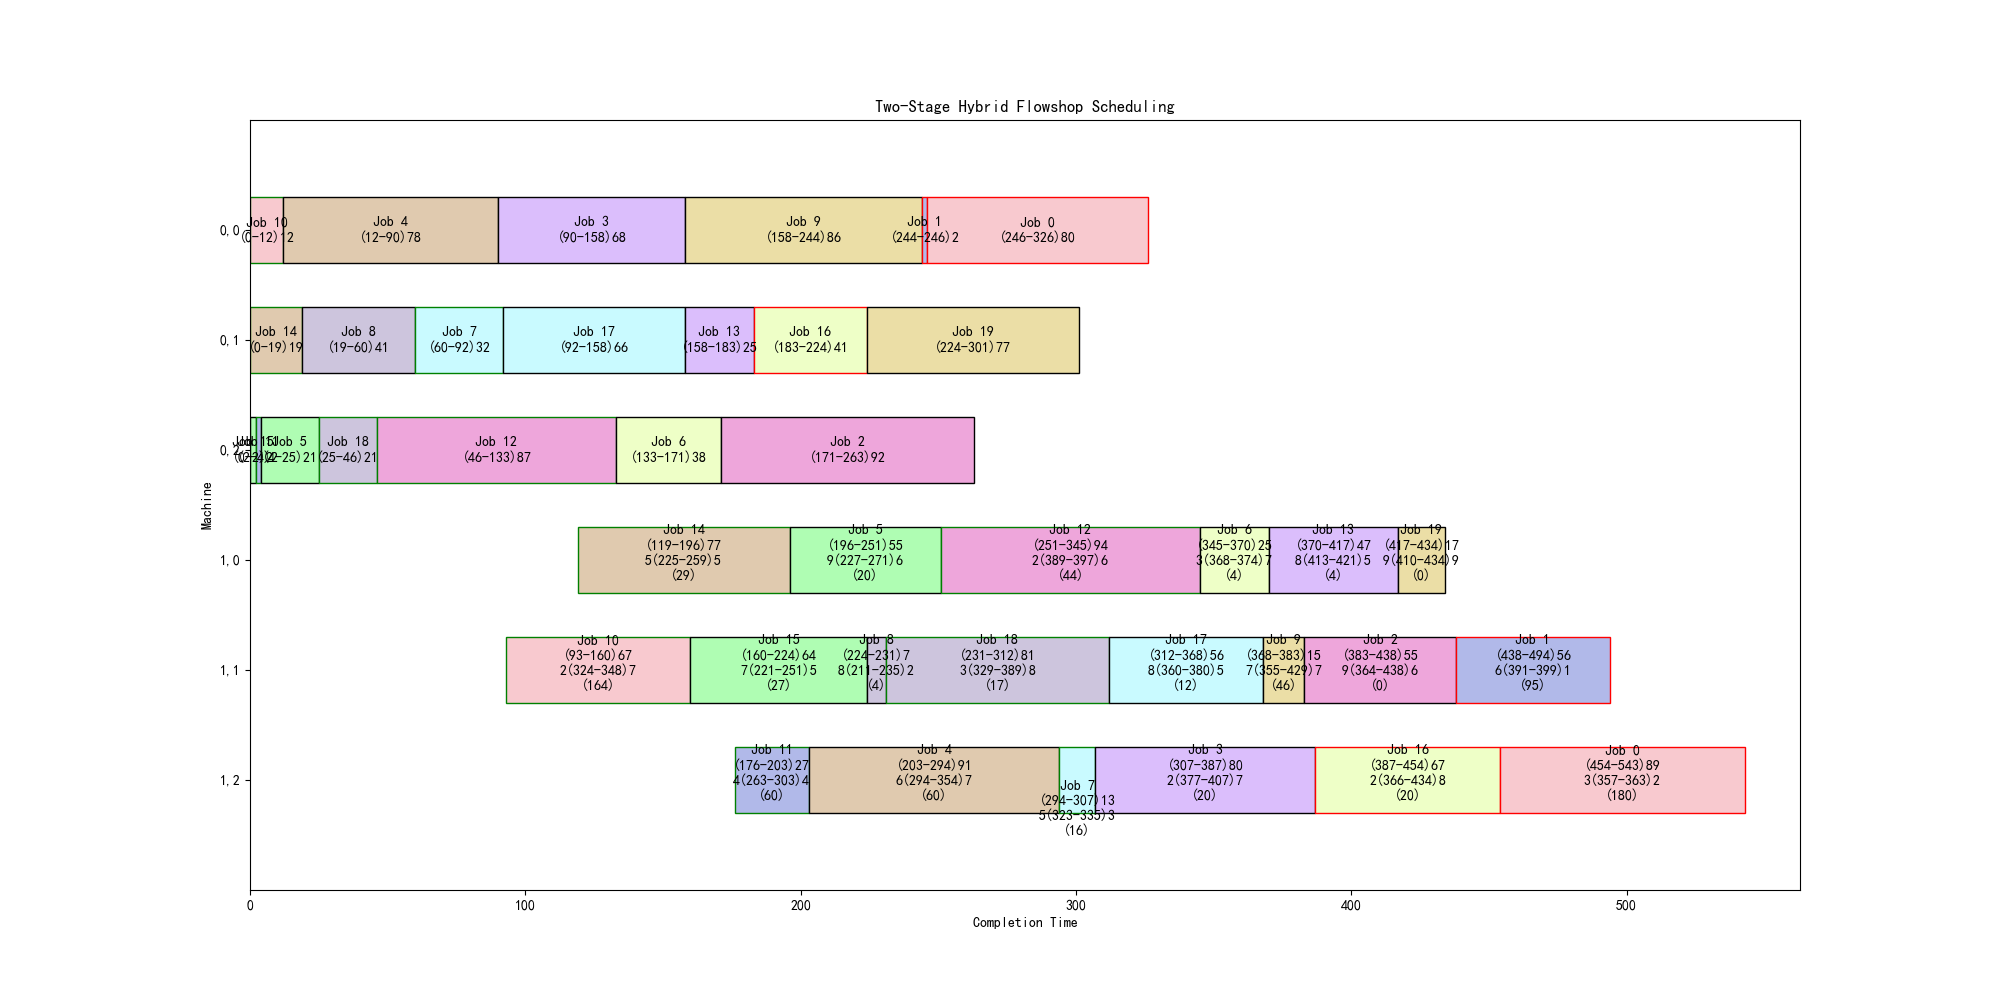 Two-Stage Hybrid Flowshop Scheduling
0,0
Job 10
(0-12)12
Job 4
(12-90)78
Job 3
(90-158)68
Job 9
(158-244)86
Job 1
(244-246)2
Job 0
(246-326)80
0,1
Job 14
(0-19)19
Job 8
(19-60)41
Job 7
(60-92)32
Job 17
(92-158)66
Job 13
(158-183)25
Job 16
(183-224)41
Job 19
(224-301)77
Job 5
Job 18
(25-46)21
Job 12
(46-133)87
Job 6
(133-171)38
Job 2
(171-263)92
Machine
1,0
Job 14
(119-196)77
5(225-259)5
(29)
Job 5
(196-251)55
9(227-271)6
(20)
Job 12
(251-345)94
2(389-397)6
(44)
Job 6
(345-370)25
3(368-374)7
(4)
Job 13
(370-417)47
8(413-421)5
(4)
Job 19
(417-434)17
9(410-434)9
(0)
1,1
Job 10
(93-160)67
2(324-348)7
(164)
Job 15
(160-224)64
7(221-251)5
(27)
Job 8
(224-231)7
8(211-235)2
(4)
Job 18
(231-312)81
3(329-389)8
(17)
Job 17
(312-368)56
8(360-380)5
(12)
Job 9
(368-383)15
7(355-429)7
(46)
Job 2
(383-438)55
9(364-438)6
(0)
Job 1
(438-494)56
6(391-399)1
(95)
1,2
Job 11
(176-203)27
4(263-303)4
(60)
Job 4
(203-294)91
6(294-354)7
(60)
Job 7
(294-307)13
5(323-335)3
(16)
Job 3
(307-387)80
2(377-407)7
(20)
Job 16
(387-454)67
2(366-434)8
(20)
Job 0
(454-543)89
3(357-363)2
(180)
0
100
200
300
400
500
Completion Time